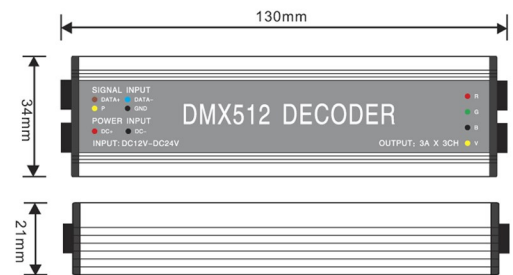 130mm
34mm
SIGNAL INPUT
DATA+ DATA-
P GND
POWER INPUT
DC+ DC-
INPUT: DC12V-DC24V
DMX512 DECODER
R
G
B
V
OUTPUT: 3A X 3CH
21mm